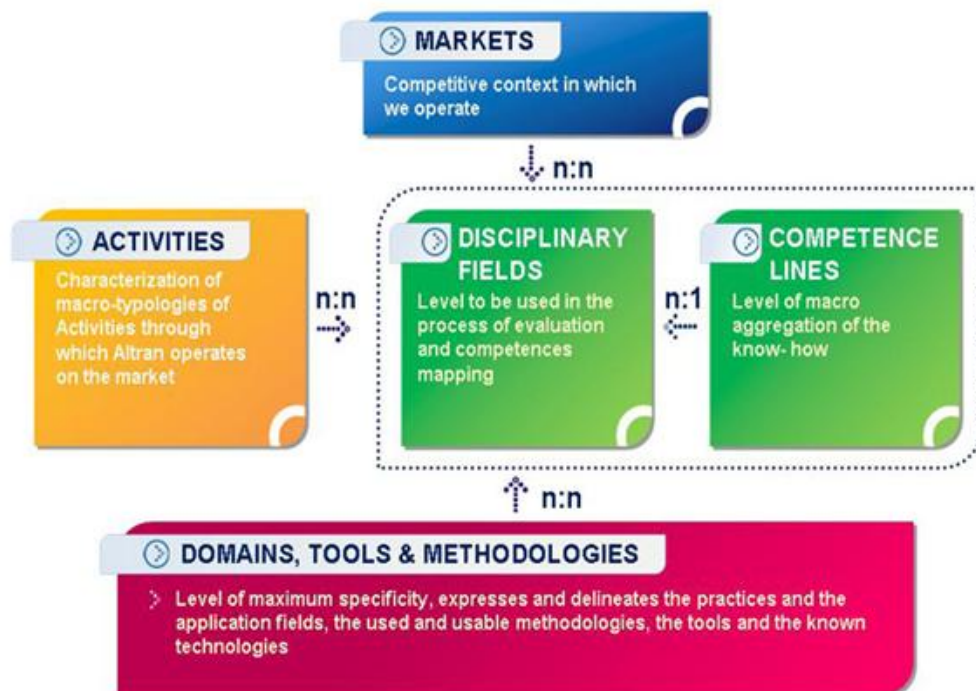 MARKETS
Competitive context in which
we operate
n:n
ACTIVITIES
Characterization of
macro-typologies of
Activities through
which Altran operates
on the market
n:n
DISCIPLINARY
FIELDS
Level to be used in the
process of evaluation
and competences
mapping
n:1
COMPETENCE
LINES
Level of macro
aggregation of the
know- how
n:n
DOMAINS, TOOLS & METHODOLOGIES
Level of maximum specificity, expresses and delineates the practices and the
application fields, the used and usable methodologies, the tools and the known
technologies